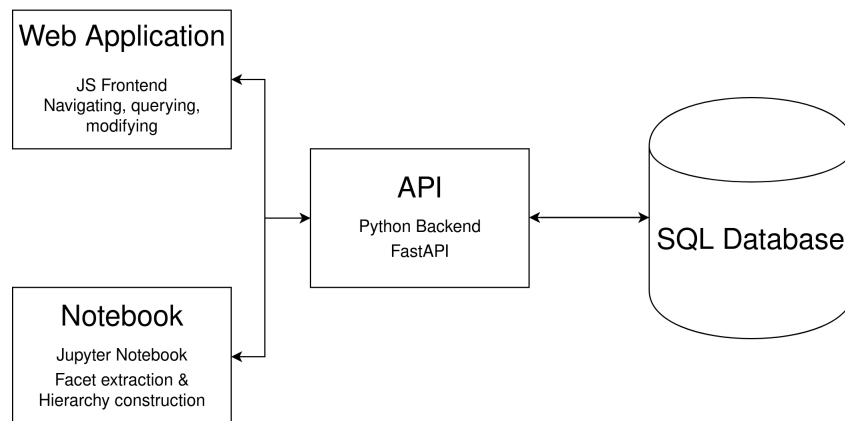 Web Application
JS Frontend
Navigating, querying,
modifying
API
Python Backend
FastAPI
SQL Database
Notebook
Jupyter Notebook
Facet extraction &
Hierarchy construction